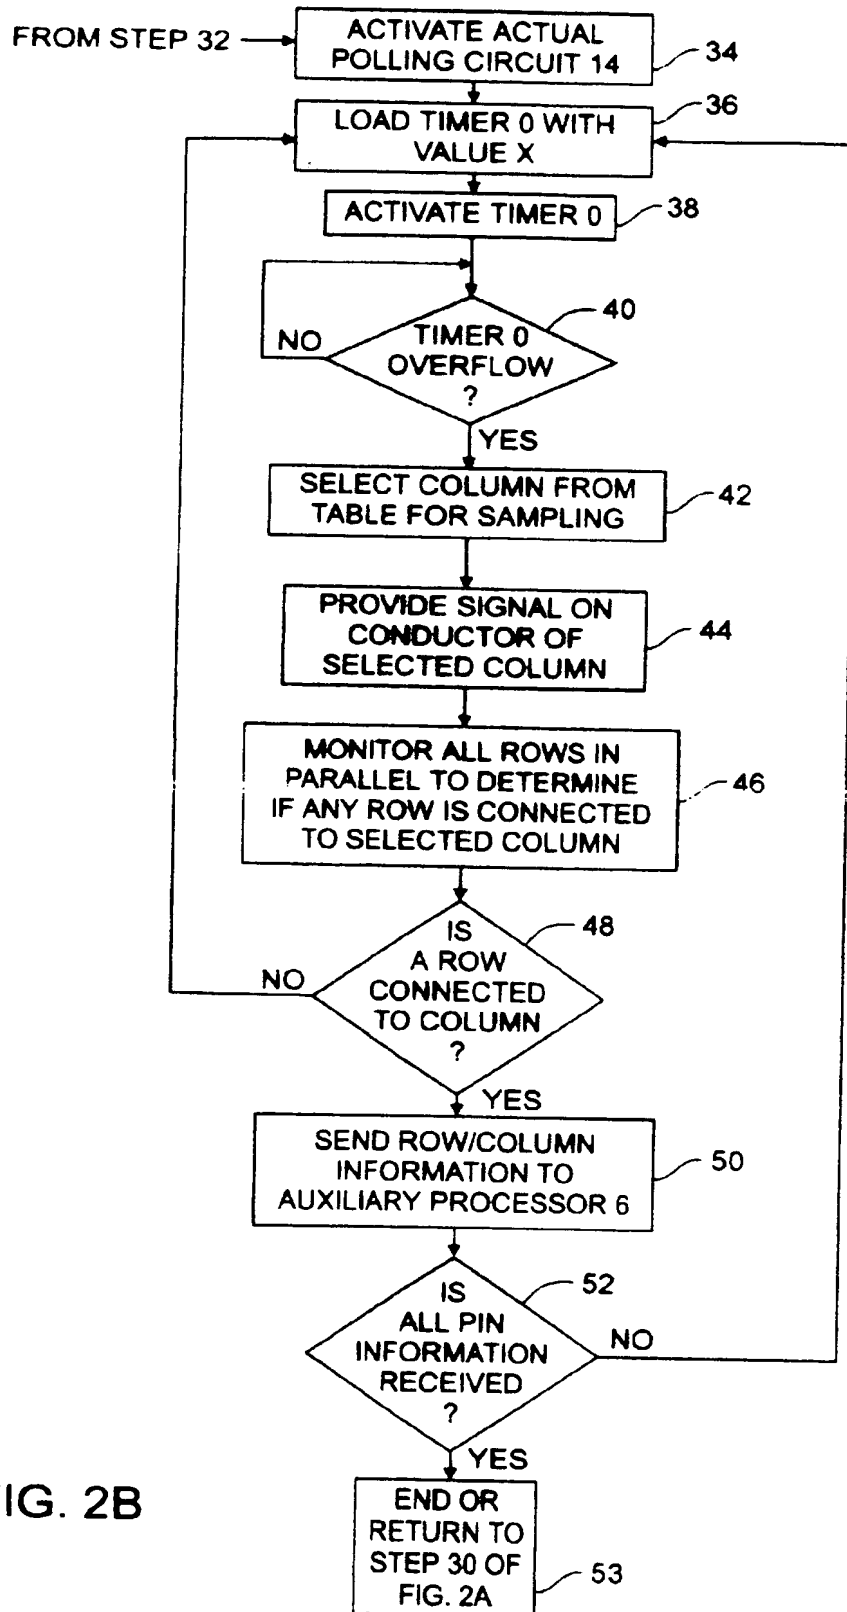 FROM STEP 32
ACTIVATE ACTUAL
POLLING CIRCUIT 14
34
LOAD TIMER 0 WITH
VALUE X
36
ACTIVATE TIMER 0
38
TIMER 0
OVERFLOW
?
40
NO
YES
SELECT COLUMN FROM
TABLE FOR SAMPLING
42
PROVIDE SIGNAL ON
CONDUCTOR OF
SELECTED COLUMN
44
MONITOR ALL ROWS IN
PARALLEL TO DETERMINE
IF ANY ROW IS CONNECTED
TO SELECTED COLUMN
46
IS
A ROW
CONNECTED
TO COLUMN
?
48
NO
YES
SEND ROW/COLUMN
INFORMATION TO
AUXILIARY PROCESSOR 6
50
IS
ALL PIN
INFORMATION
RECEIVED
?
52
NO
YES
END OR
RETURN TO
STEP 30 OF
FIG. 2A
53
IG. 2B